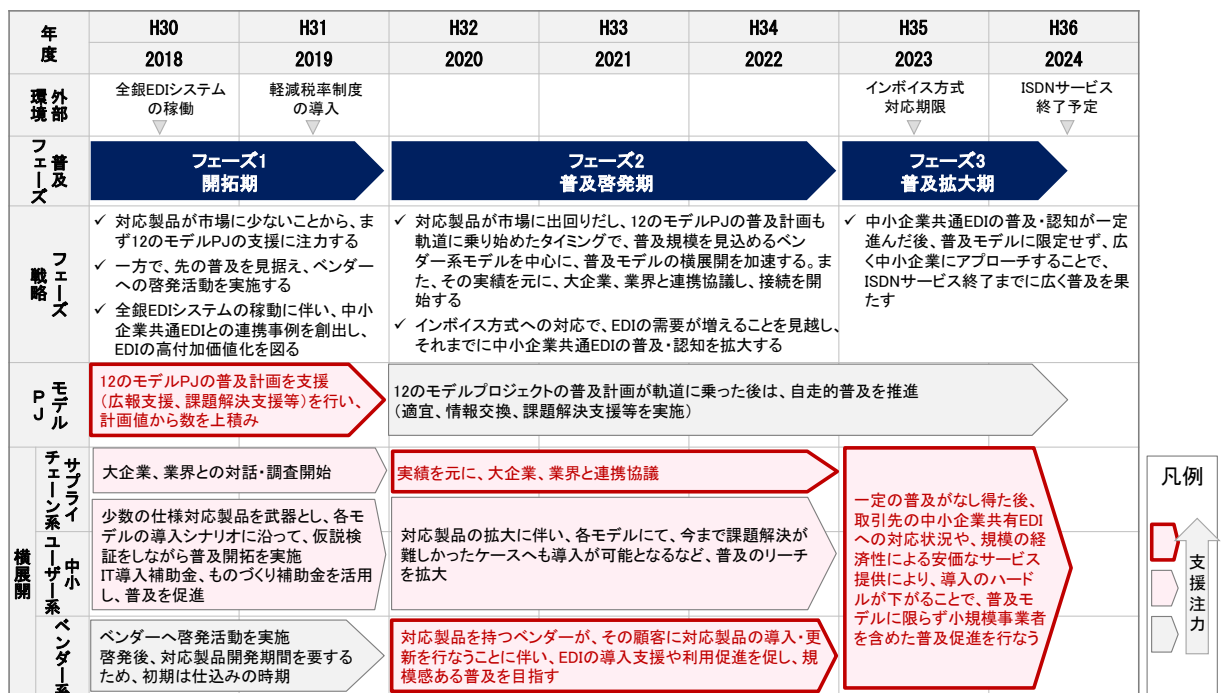 年度
H30
H31
H32
H33
H34
H35
H36
2018
2019
2020
2021
2022
2023
2024
外部環境
全銀EDIシステム
の稼働
軽減税率制度
の導入
インボイス方式
対応期限
ISDNサービス
終了予定
普及フェーズ
フェーズ1
開拓期
フェーズ2
普及啓発期
フェーズ3
普及拡大期
フェーズ戦略
✓ 対応製品が市場に少ないことから、ま
ず12のモデルPJの支援に注力する
✓ 一方で、先の普及を見据え、ベンダー
への啓発活動を実施する
✓ 全銀EDIシステムの稼働に伴い、中小
企業共通EDIとの連携事例を創出し、
EDIの高付加価値化を図る
✓ 対応製品が市場に出回りだし、12のモデルPJの普及計画も
軌道に乗り始めたタイミングで、普及規模を見込めるベン
ダー系モデルを中心に、普及モデルの横展開を加速する。ま
た、その実績を元に、大企業、業界と連携協議し、接続を開
始する
✓ インボイス方式への対応で、EDIの需要が増えることを見越し、
それまでに中小企業共通EDIの普及・認知を拡大する
✓ 中小企業共通EDIの普及・認知が一定
進んだ後、普及モデルに限定せず、広
く中小企業にアプローチすることで、
ISDNサービス終了までに広く普及を果
たす
モデルPJ
12のモデルPJの普及計画を支援
（広報支援、課題解決支援等）を行い、
計画値から数を上積み
12のモデルプロジェクトの普及計画が軌道に乗った後は、自走的普及を推進
（適宜、情報交換、課題解決支援等を実施）
横展開
サプライチェーン系
大企業、業界との対話・調査開始
実績を元に、大企業、業界と連携協議
中小ユーザー系
少数の仕様対応製品を武器とし、各モ
デルの導入シナリオに沿って、仮説検
証をしながら普及開拓を実施
IT導入補助金、ものづくり補助金を活用
し、普及を促進
対応製品の拡大に伴い、各モデルにて、今まで課題解決が
難しかったケースへも導入が可能となるなど、普及のリーチ
を拡大
ベンダー系
ベンダーへ啓発活動を実施
啓発後、対応製品開発期間を要する
ため、初期は仕込みの時期
対応製品を持つベンダーが、その顧客に対応製品の導入・更
新を行なうことに伴い、EDIの導入支援や利用促進を促し、規
模感ある普及を目指す
一定の普及がなし得た後、
取引先の中小企業共有EDI
への対応状況や、規模の経
済性による安価なサービス
提供により、導入のハード
ルが下がることで、普及モ
デルに限らず小規模事業者
を含めた普及促進を行なう
凡例
支援注力